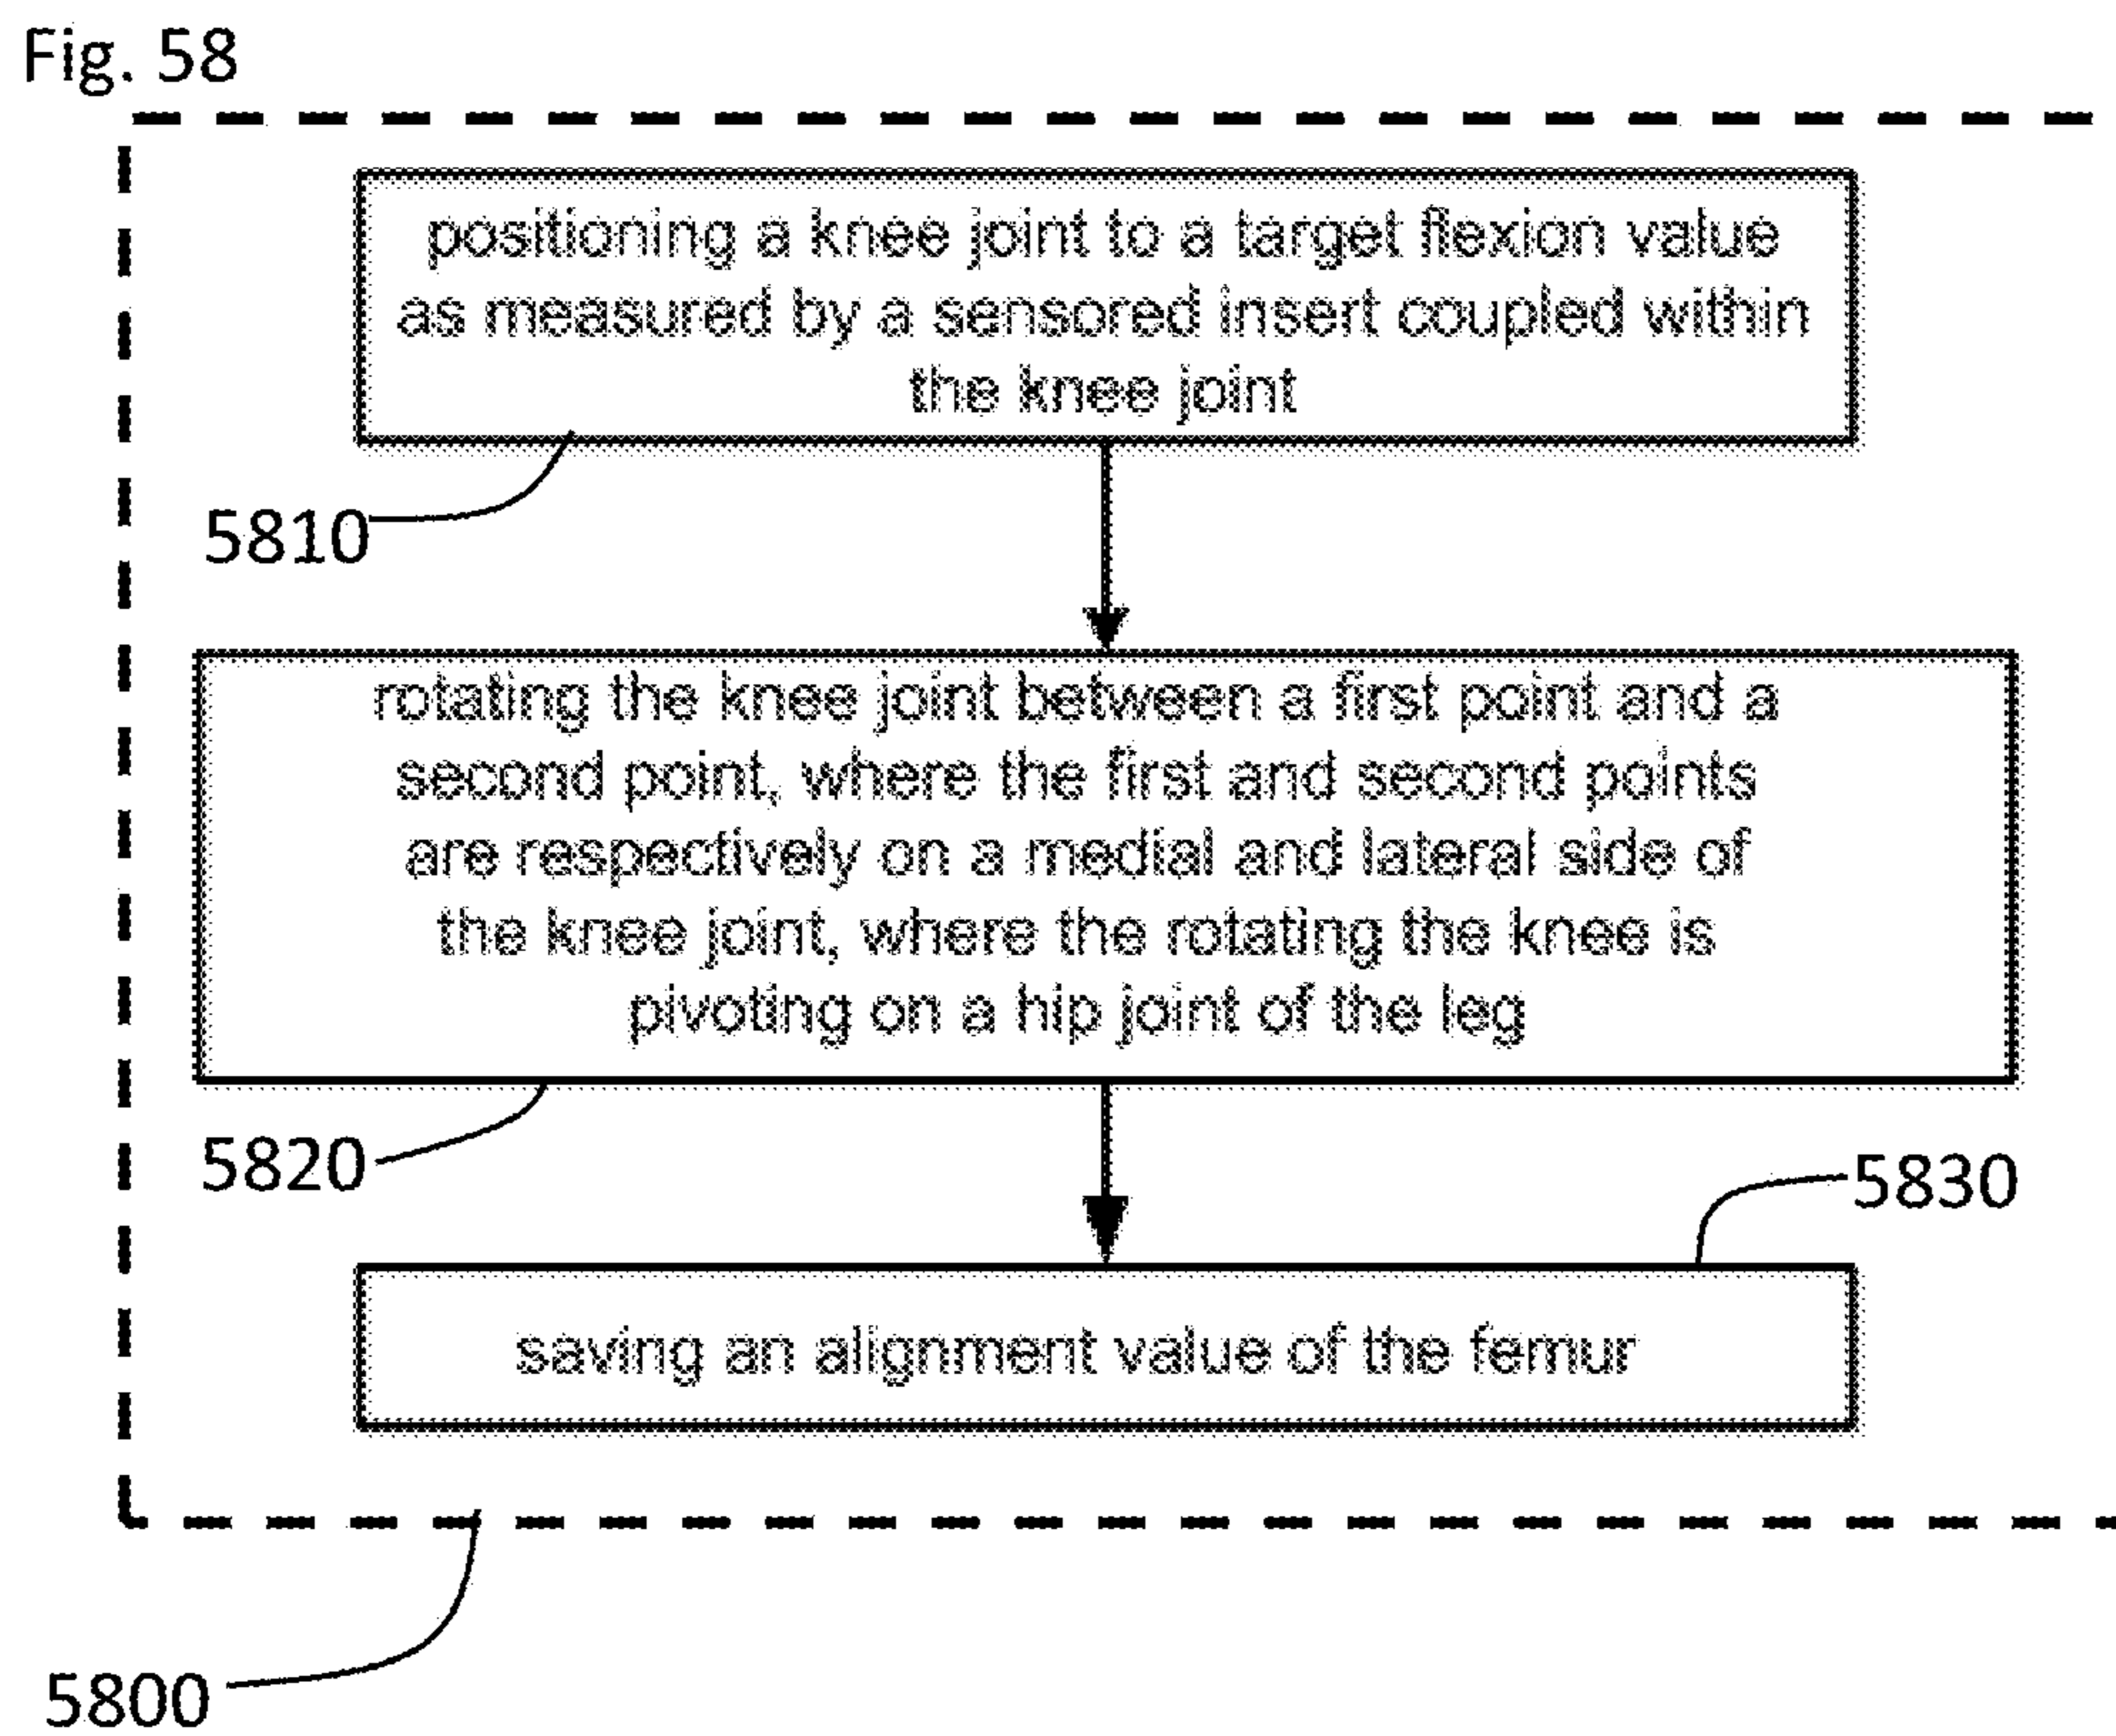 Fig. 58
positioning a knee joint to a target flexion value
as measured by a sensored insert coupled within
the knee joint
5810
rotating the knee joint between a first point and a
second point, where the first and second points
are respectively on a medial and lateral side of
the knee joint, where the rotating the knee is
pivoting on a hip joint of the leg
5820
5830
saving an alignment value of the femur
5800